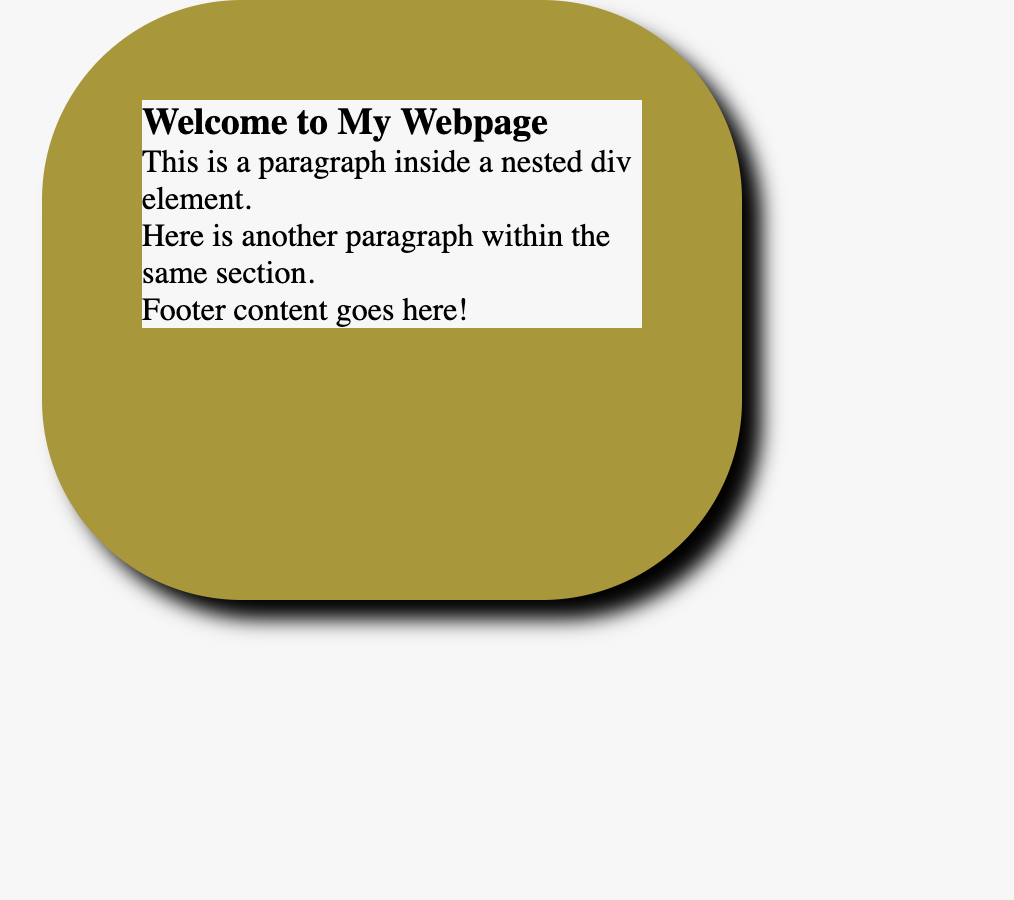 Welcome to My Webpage
This is a paragraph inside a nested div
element.
Here is another paragraph within the
same section.
Footer content goes here!